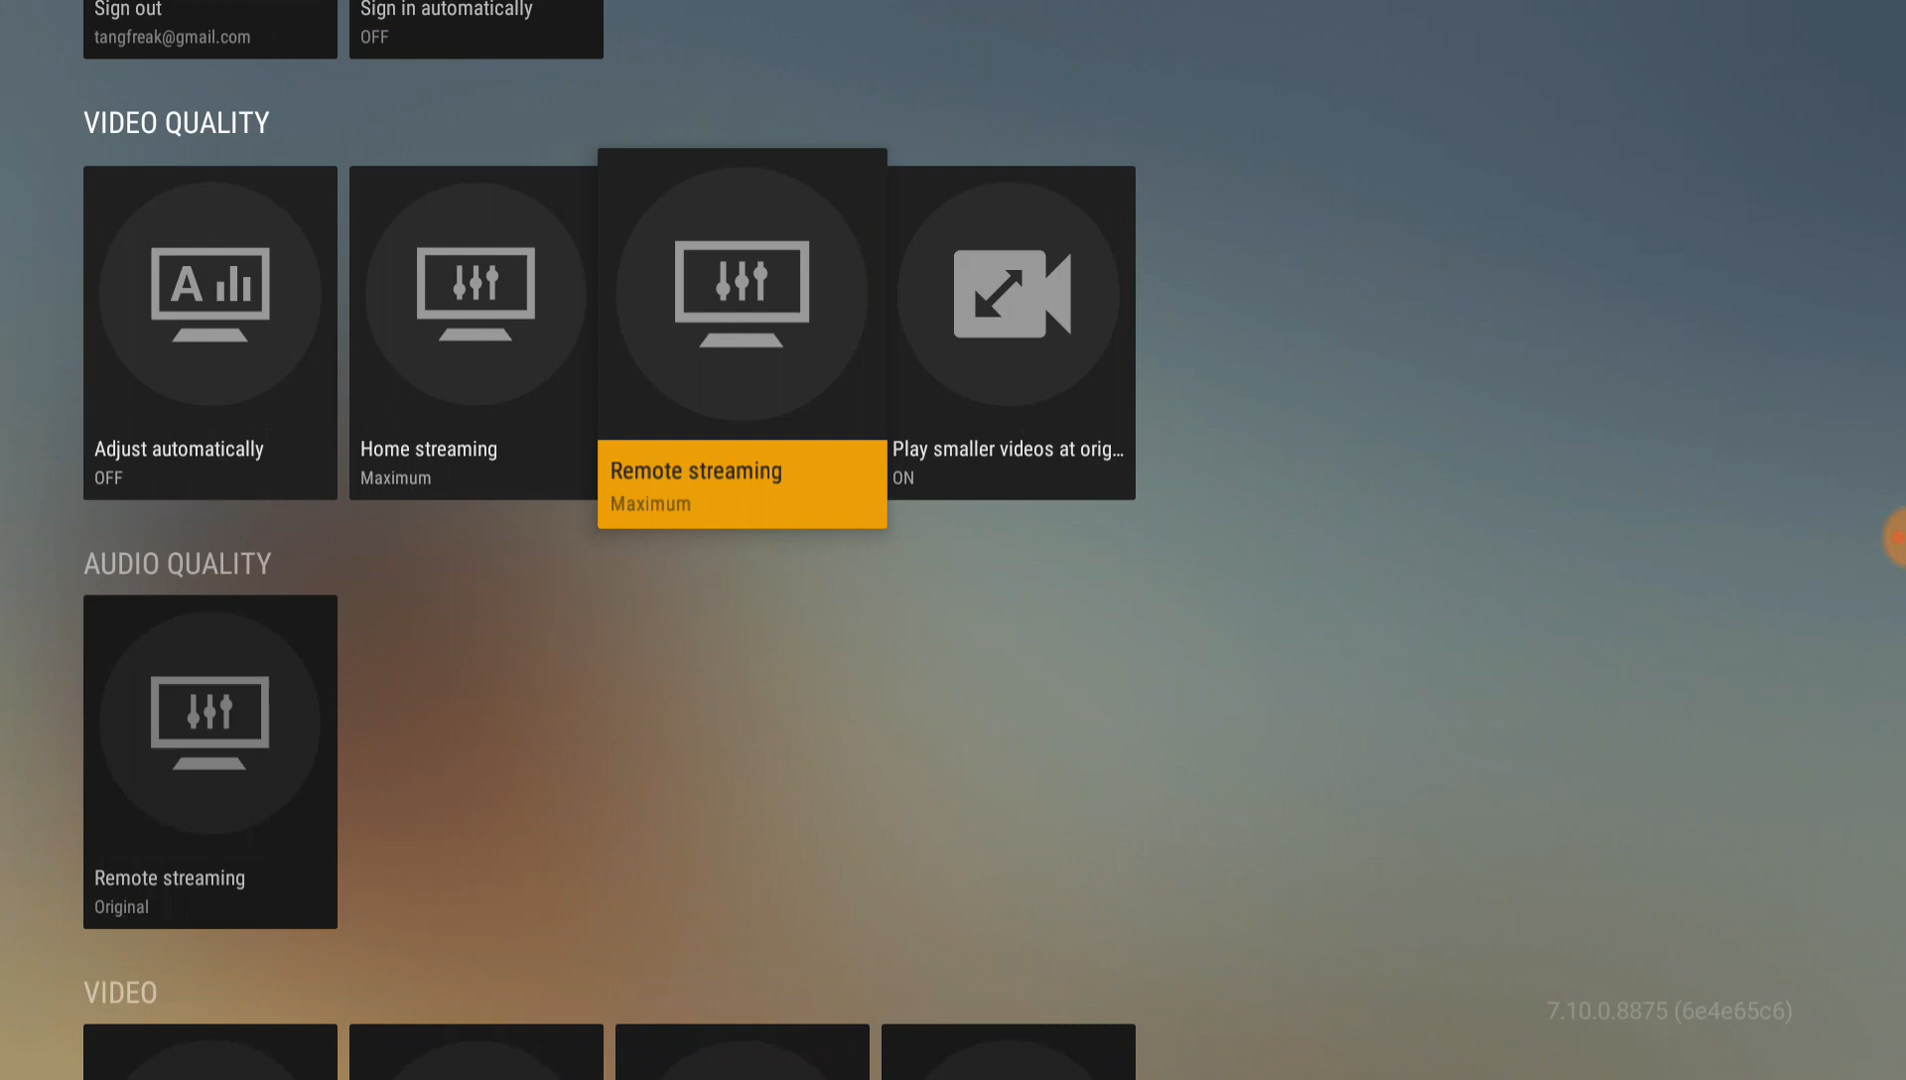 Sign out
tangfreak@gmail.com
Sign in automatically
OFF
VIDEO QUALITY
A
Adjust automatically
OFF
Home streaming
Maximum
Remote streaming
Maximum
Play smaller videos at orig...
ON
AUDIO QUALITY
Remote streaming
Original
VIDEO
7.10.0.8875 (6e4e65c6)